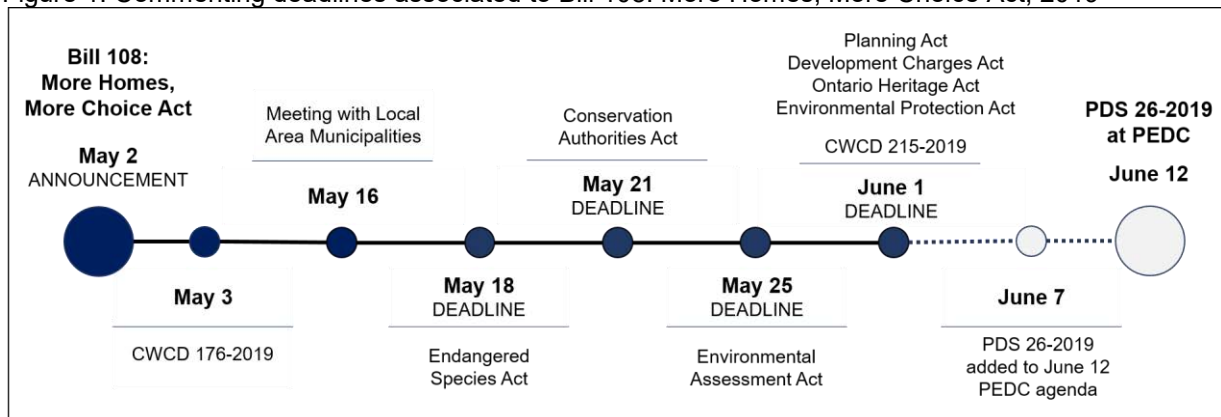 Figure 1: Commenting deadlines associated to Bill 108: More Homes, More Choice Act, 2019
Bill 108:
More Homes,
More Choice Act
May 2
ANNOUNCEMENT
May 3
CWCD 176-2019
Meeting with Local
Area Municipalities
May 16
May 18
DEADLINE
Endangered
Species Act
Conservation
Authorities Act
May 21
DEADLINE
May 25
DEADLINE
Environmental
Assessment Act
Planning Act
Development Charges Act
Ontario Heritage Act
Environmental Protection Act
CWCD 215-2019
June 1
DEADLINE
June 7
PDS 26-2019
added to June 12
PEDC agenda
PDS 26-2019
at PEDC
June 12